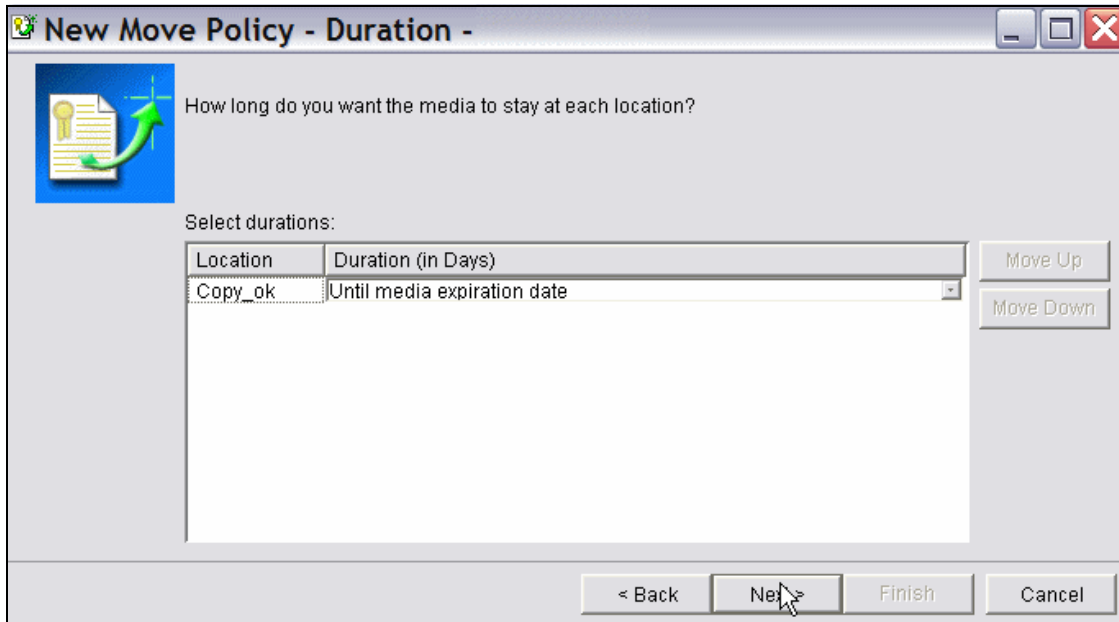 New Move Policy - Duration -
How long do you want the media to stay at each location?
Select durations:
Location Duration (in Days)
Copy_ok Until media expiration date
Move Up
Move Down
< Back Next > Finish Cancel